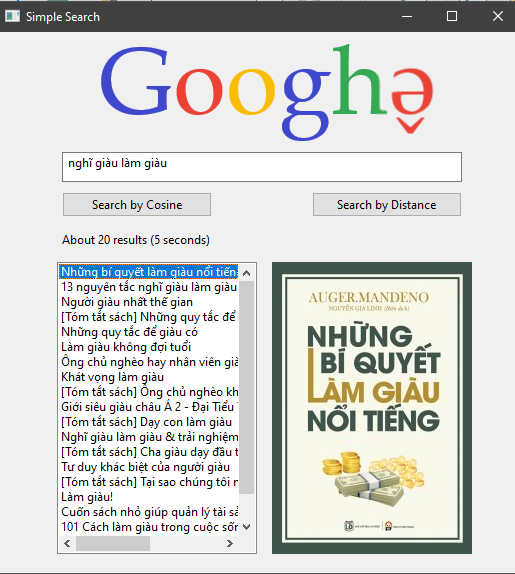 Simple Search
Googhə
nghĩ giàu làm giàu
Search by Cosine
Search by Distance
About 20 results (5 seconds)
Những bí quyết làm giàu nổi tiến
13 nguyên tắc nghĩ giàu làm giàu
Người giàu nhất thế gian
[Tóm tắt sách] Những quy tắc để
Những quy tắc để giàu có
Làm giàu không đợi tuổi
Ông chủ nghèo hay nhân viên già
Khát vọng làm giàu
[Tóm tắt sách] Ông chủ nghèo kh
Giới siêu giàu châu Á 2 - Đại Tiểu
[Tóm tắt sách] Dạy con làm giàu
Nghĩ giàu làm giàu & trải nghiệm
[Tóm tắt sách] Cha giàu dạy đầu t
Tư duy khác biệt của người giàu
[Tóm tắt sách] Tại sao chúng tôi n
Làm giàu!
Cuốn sách nhỏ giúp quản lý tài sả
101 Cách làm giàu trong cuộc sốn
AUGER.MANDENO
NGUYỄN GIA LINH (Biên dịch)
NHỮNG
BÍ QUYẾT
LÀM GIÀU
NỔI TIẾNG